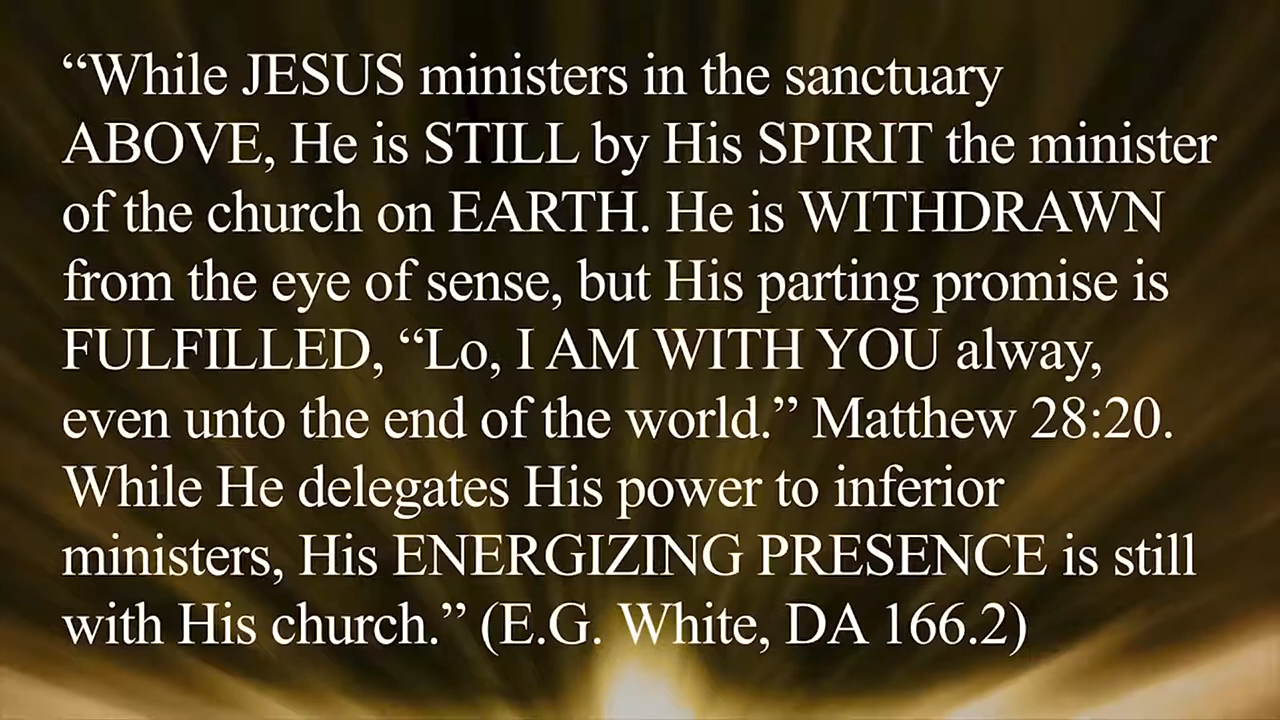 “While JESUS ministers in the sanctuary
ABOVE, He is STILL by His SPIRIT the minister
of the church on EARTH. He is WITHDRAWN
from the eye of sense, but His parting promise is
FULFILLED, “Lo, I AM WITH YOU alway,
even unto the end of the world.” Matthew 28:20.
While He delegates His power to inferior
ministers, His ENERGIZING PRESENCE is still
with His church.” (E.G. White, DA 166.2)